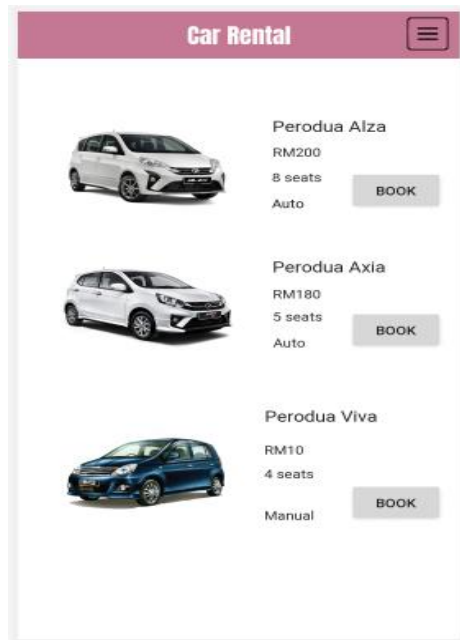 Car Rental
Perodua Alza
RM200
8 seats
Auto
BOOK
Perodua Axia
RM180
5 seats
Auto
BOOK
Perodua Viva
RM10
4 seats
Manual
BOOK